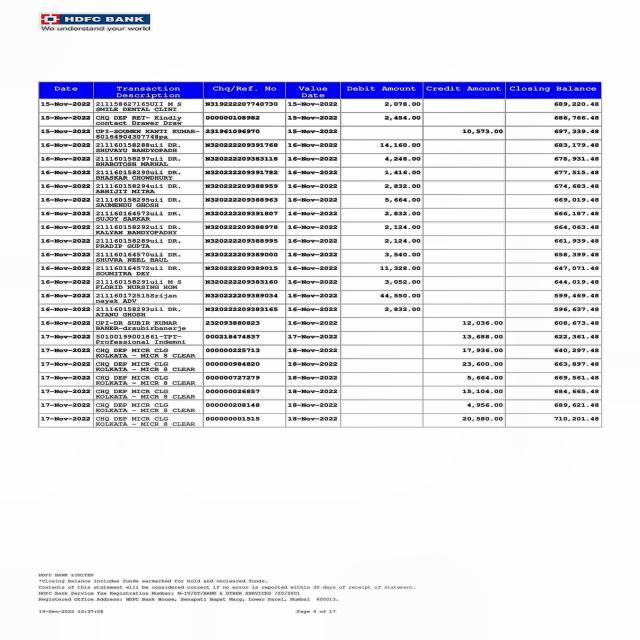 HDFC BANK
We understand your world
Date Transaction Description Chq/Ref. No Value Date Debit Amount Credit Amount Closing Balance
15-Nov-2022 211158627165UII M S N319222207740730 15-Nov-2022 2,078.00 689,220.48
SMILE DENTAL CLINI
15-Nov-2022 CHQ DEP RET- Kindly 000000108982 15-Nov-2022 2,454.00 686,766.48
contact Drawer Draw
15-Nov-2022 UPI-SOUMEN KANTI KUMAR- 231961096970 15-Nov-2022 10,573.00 697,339.48
16-Nov-2022 211160158288uii DR. N320222209391768 16-Nov-2022 14,160.00 683,179.48
SHUVAYU BANDYOPADH
16-Nov-2022 211160158297uii DR. N320222209383118 16-Nov-2022 4,248.00 678,931.48
BHABOTOSH MAKHAL
16-Nov-2022 211160158290uii DR. N320222209391782 16-Nov-2022 1,416.00 677,515.48
BHASKAR CHOWDHURY
16-Nov-2022 211160158294uii DR. N320222209388959 16-Nov-2022 2,832.00 674,683.48
ABHIJIT MITRA
16-Nov-2022 211160158295uii DR. N320222209388963 16-Nov-2022 5,664.00 669,019.48
SAUMENDU GHOSH
16-Nov-2022 211160164573uii DR. N320222209391807 16-Nov-2022 2,832.00 666,187.48
SUJOY SARKAR
16-Nov-2022 211160158292uii DR. N320222209388978 16-Nov-2022 2,124.00 664,063.48
KALYAN BANDYOPADHY
16-Nov-2022 211160158289uii DR. N320222209388995 16-Nov-2022 2,124.00 661,939.48
PRADIP GUPTA
16-Nov-2022 211160164570uii DR. N320222209389000 16-Nov-2022 3,540.00 658,399.48
SHUVRA NEEL BAUL
16-Nov-2022 211160164572uii DR. N320222209389015 16-Nov-2022 11,328.00 647,071.48
SOUMITRA DEY
16-Nov-2022 211160158291uii M S N320222209383160 16-Nov-2022 3,052.00 644,019.48
FLORID NURSING HOM
16-Nov-2022 211160172515Srijan N320222209389034 16-Nov-2022 44,550.00 599,469.48
nayak ADV
16-Nov-2022 211160158293uii DR. N320222209383165 16-Nov-2022 2,832.00 596,637.48
ATANU GHOSH
16-Nov-2022 UPI-DR SUBIR KUMAR 232093880823 16-Nov-2022 12,036.00 608,673.48
BANER-drsubirbanerje
17-Nov-2022 50100199001881-TPT- 000218474837 17-Nov-2022 13,688.00 622,361.48
Professional Indemni
17-Nov-2022 CHQ DEP MICR CLG 000000225713 18-Nov-2022 17,936.00 640,297.48
KOLKATA - MICR 8 CLEAR
17-Nov-2022 CHQ DEP MICR CLG 000000984820 18-Nov-2022 23,600.00 663,897.48
KOLKATA - MICR 8 CLEAR
17-Nov-2022 CHQ DEP MICR CLG 000000727279 18-Nov-2022 5,664.00 669,561.48
KOLKATA - MICR 8 CLEAR
17-Nov-2022 CHQ DEP MICR CLG 000000026857 18-Nov-2022 15,104.00 684,665.48
KOLKATA - MICR 8 CLEAR
17-Nov-2022 CHQ DEP MICR CLG 000000208148 18-Nov-2022 4,956.00 689,621.48
KOLKATA - MICR 8 CLEAR
17-Nov-2022 CHQ DEP MICR CLG 000000001515 18-Nov-2022 20,580.00 710,201.48
KOLKATA - MICR 8 CLEAR
HDFC BANK LIMITED
*Closing Balance includes funds earmarked for Hold and uncleared funds.
Contents of this statement will be considered correct if no error is reported within 30 days of receipt of statement.
HDFC Bank Service Tax Registration Number: M-IV/ST/BANK & OTHER SERVICES /20/2001
Registered Office Address: HDFC Bank House, Senapati Bapat Marg, Lower Parel, Mumbai 400013.
19-Dec-2022 12:37:08 Page 9 of 17